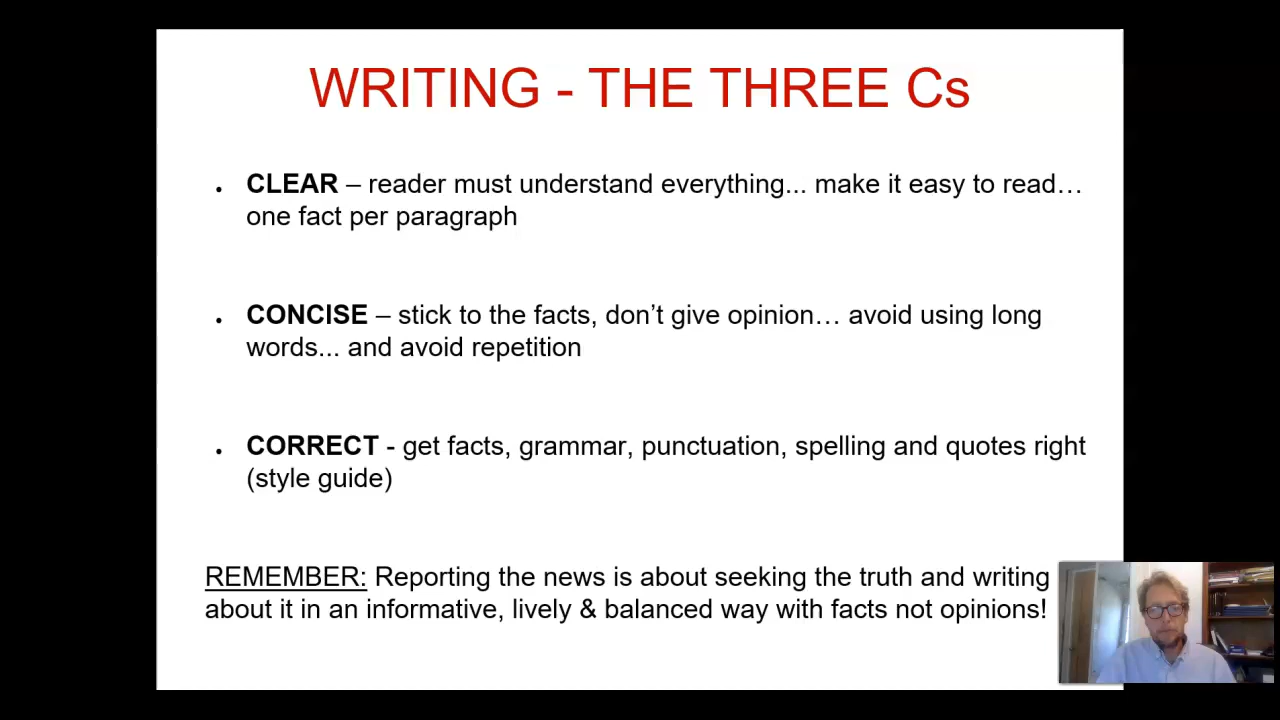 WRITING - THE THREE Cs
• CLEAR – reader must understand everything... make it easy to read…
one fact per paragraph
• CONCISE – stick to the facts, don’t give opinion… avoid using long
words... and avoid repetition
• CORRECT - get facts, grammar, punctuation, spelling and quotes right
(style guide)
REMEMBER: Reporting the news is about seeking the truth and writing
about it in an informative, lively & balanced way with facts not opinions!